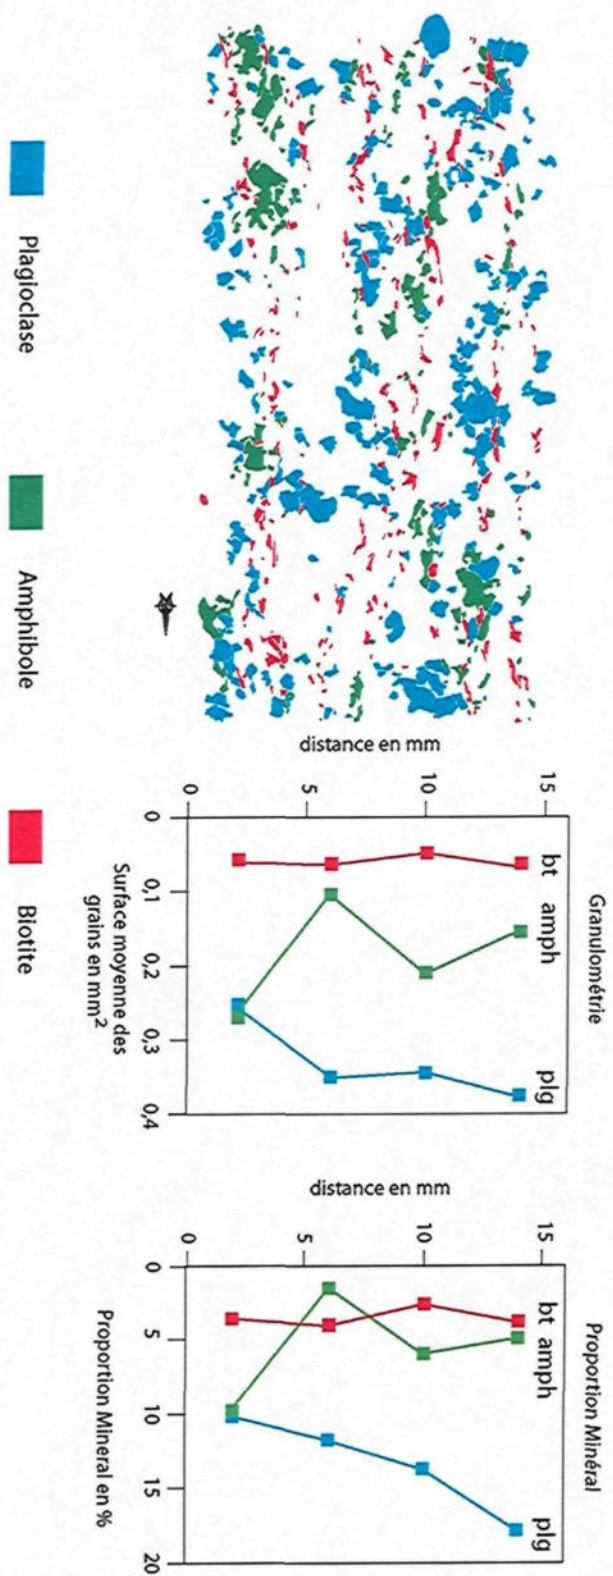 Plagioclase
Amphibole
Biotite
Granulométrie
distance en mm
0
5
10
15
0
0,1
0,2
0,3
0,4
Surface moyenne des
grains en mm²
bt
amph
plg
Proportion Minéral
distance en mm
0
5
10
15
0
5
10
15
20
Proportion Mineral en %
bt
amph
plg